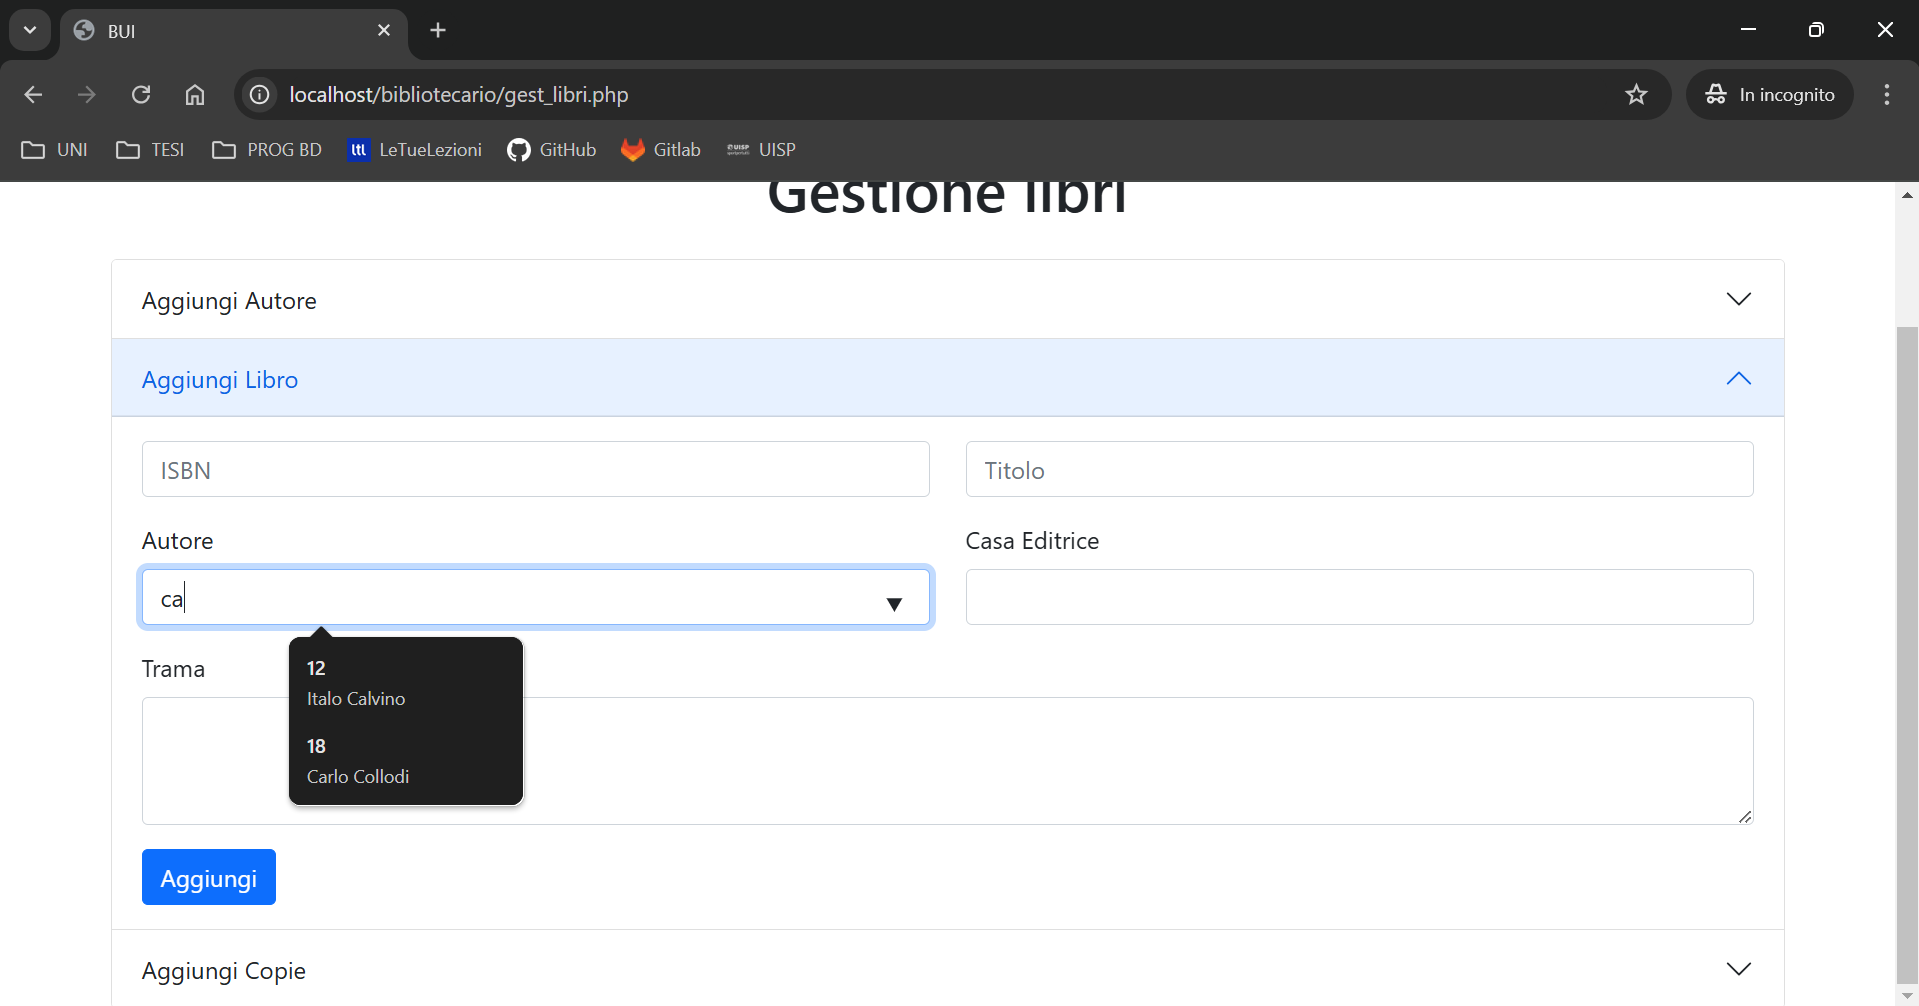 BUI
localhost/bibliotecario/gest_libri.php
In incognito
UNI TESI PROG BD LeTueLezioni GitHub Gitlab UISP
Gestione libri
Aggiungi Autore
Aggiungi Libro
ISBN Titolo
Autore Casa Editrice
ca
12
Italo Calvino
18
Carlo Collodi
Trama
Aggiungi
Aggiungi Copie